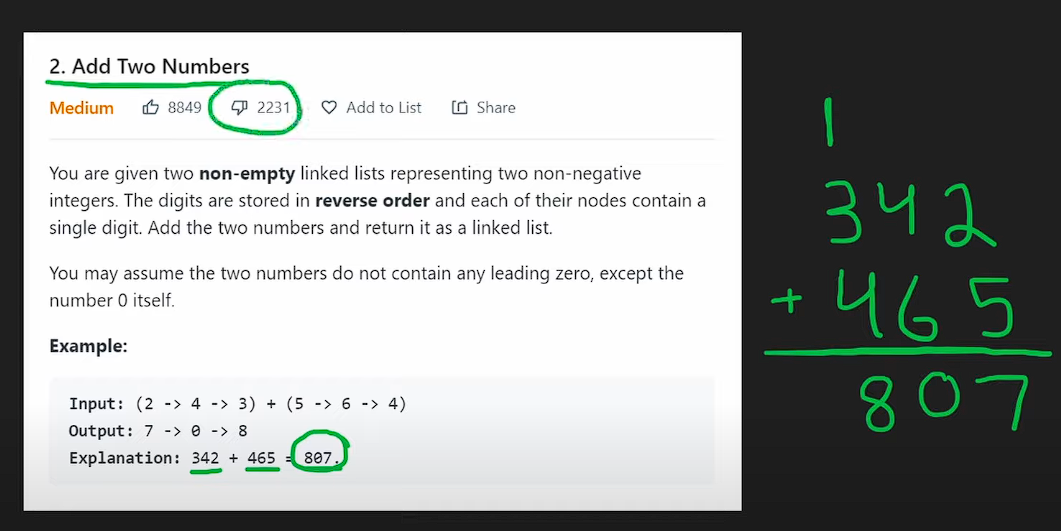 2. Add Two Numbers
Medium 8849 2231 Add to List Share
You are given two non-empty linked lists representing two non-negative
integers. The digits are stored in reverse order and each of their nodes contain a
single digit. Add the two numbers and return it as a linked list.
You may assume the two numbers do not contain any leading zero, except the
number 0 itself.
Example:
Input: (2 -> 4 -> 3) + (5 -> 6 -> 4)
Output: 7 -> 0 -> 8
Explanation: 342 + 465 = 807.
1
342
+ 465
807